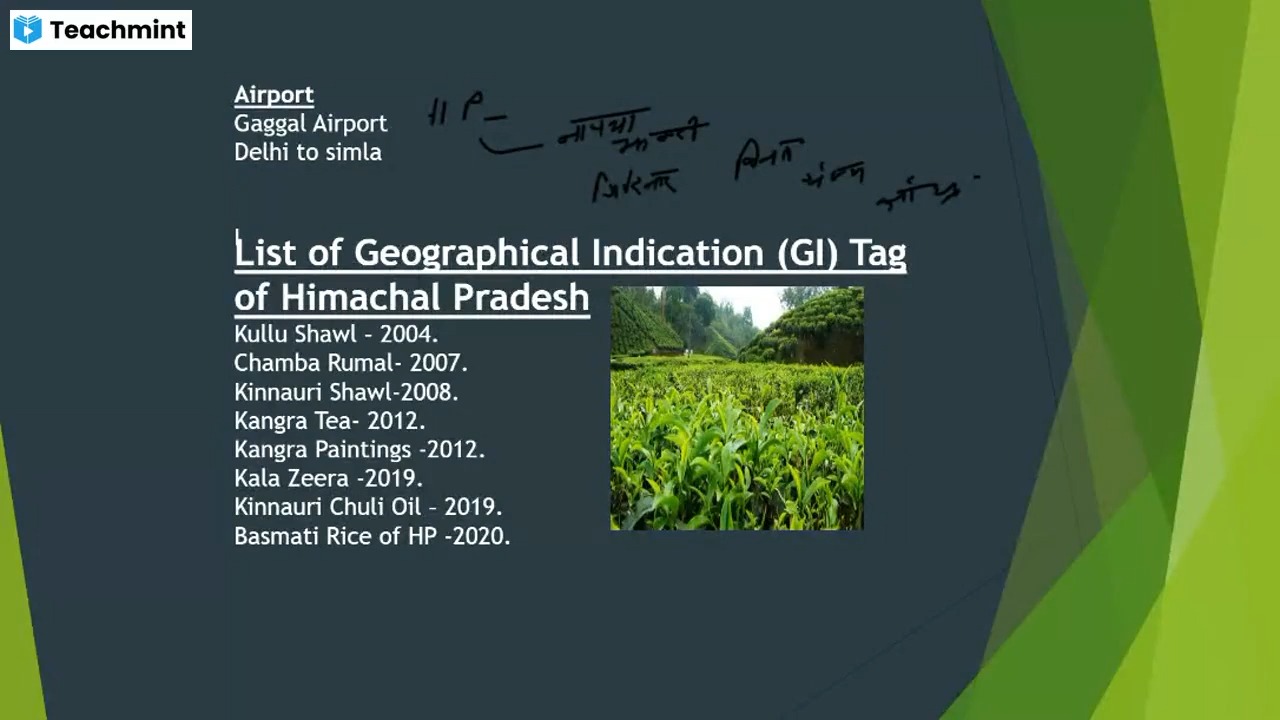 Teachmint
Airport
Gaggal Airport
Delhi to simla
HP
List of Geographical Indication (GI) Tag
of Himachal Pradesh
Kullu Shawl – 2004.
Chamba Rumal- 2007.
Kinnauri Shawl-2008.
Kangra Tea- 2012.
Kangra Paintings -2012.
Kala Zeera -2019.
Kinnauri Chuli Oil – 2019.
Basmati Rice of HP -2020.